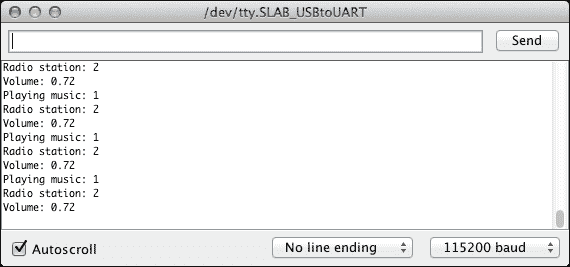 /dev/tty.SLAB_USBtoUART
Send
Radio station: 2
Volume: 0.72
Playing music: 1
Radio station: 2
Volume: 0.72
Playing music: 1
Radio station: 2
Volume: 0.72
Playing music: 1
Radio station: 2
Volume: 0.72
Autoscroll
No line ending
115200 baud